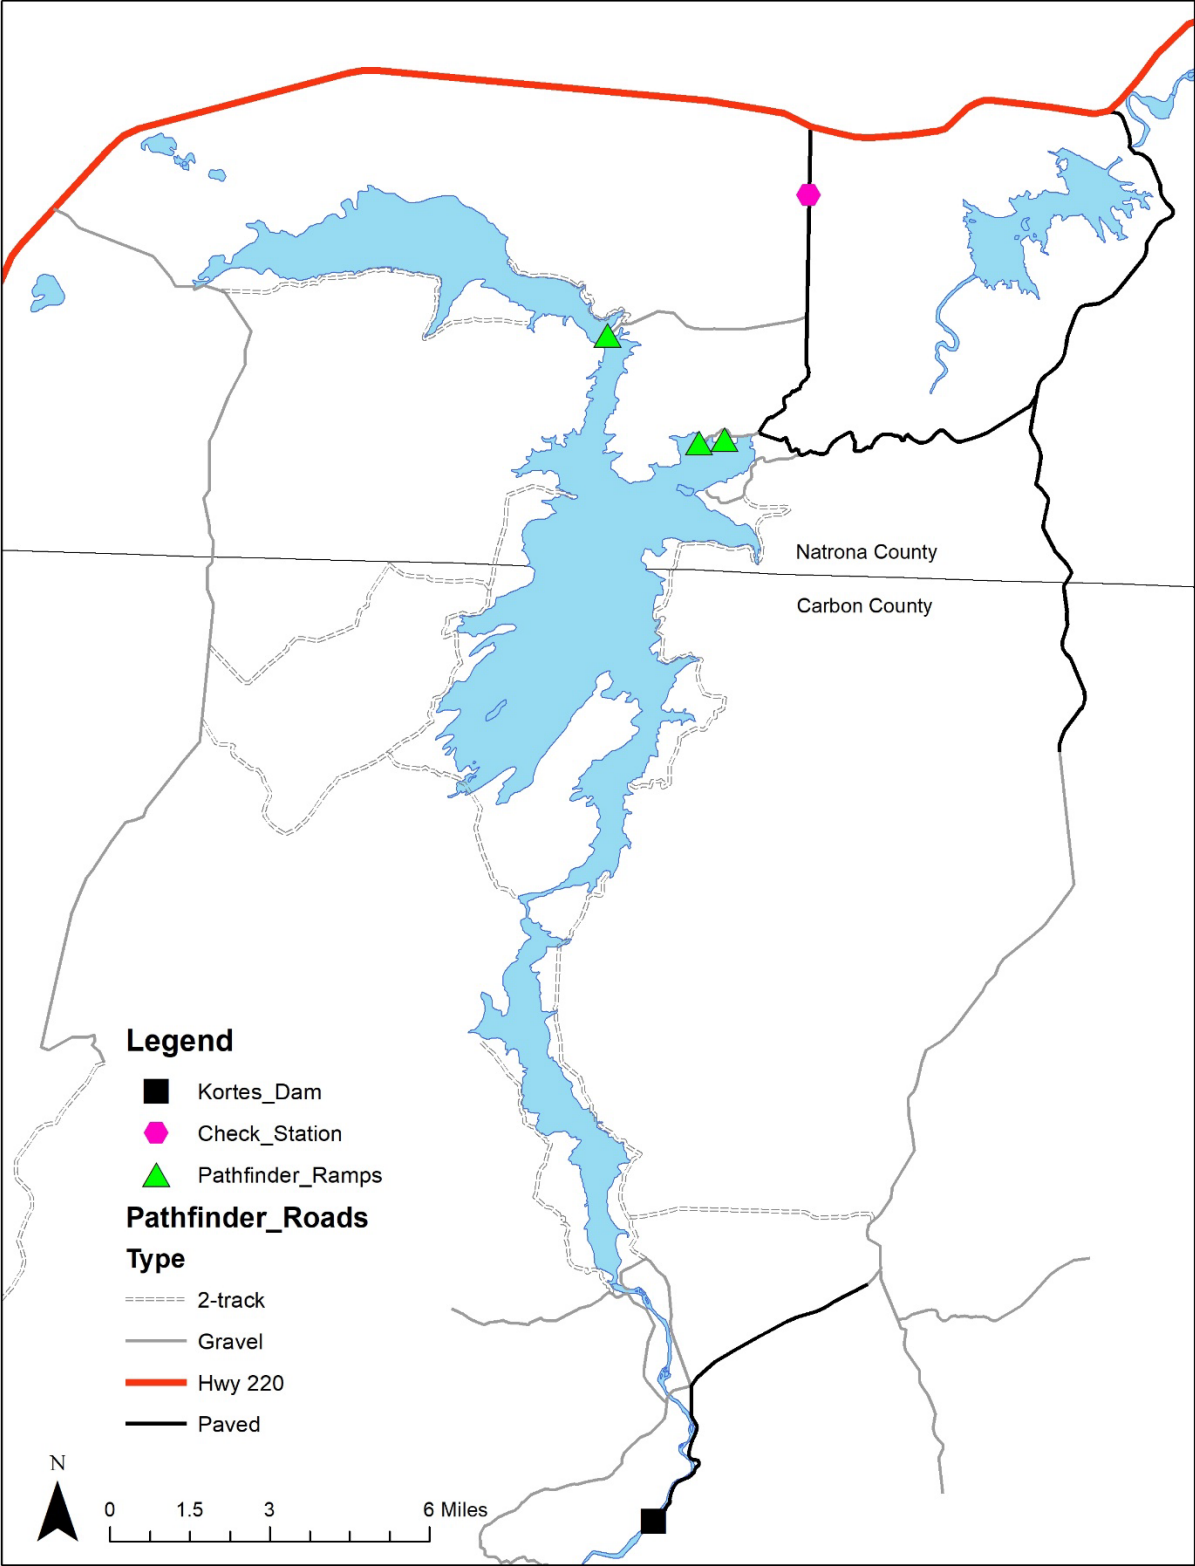 Natrona County
Carbon County
Legend
Kortes_Dam
Check_Station
Pathfinder_Ramps
Pathfinder_Roads
Type
2-track
Gravel
Hwy 220
Paved
N
0 1.5 3 6 Miles